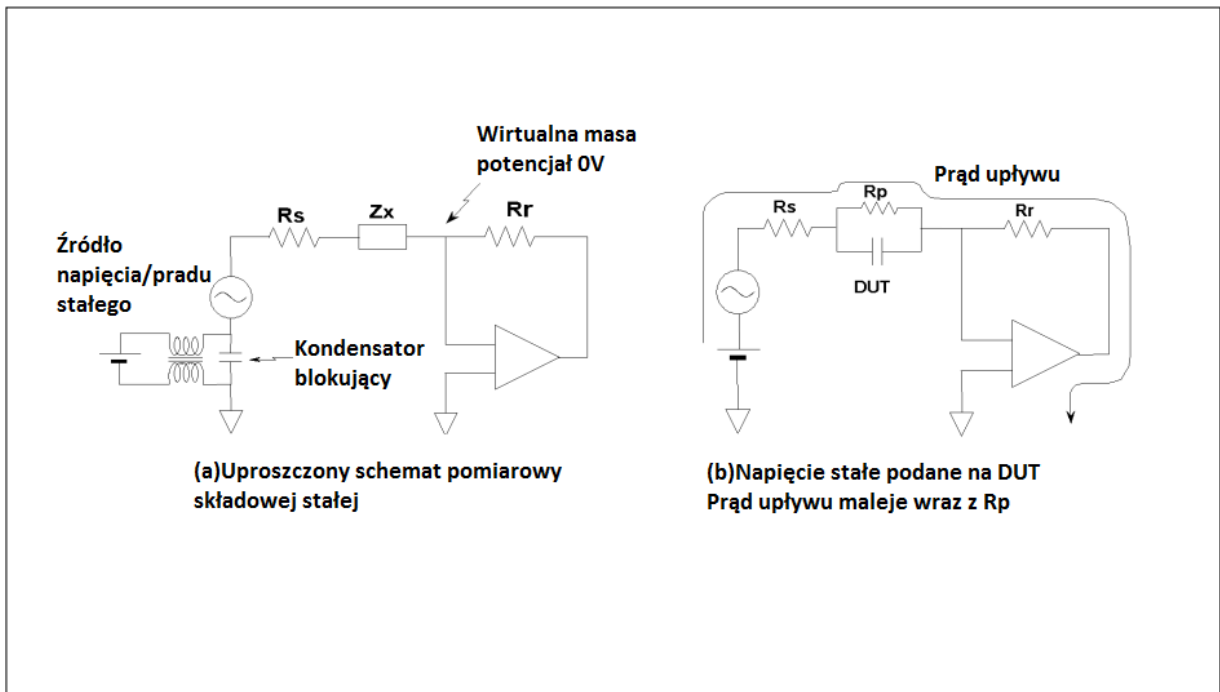 Wirtualna masa
potencjał 0V
Rs
Zx
Rr
Źródło
napięcia/pradu
stałego
Kondensator
blokujący
(a)Uproszczony schemat pomiarowy
składowej stałej
Prąd upływu
Rp
Rs
Rr
DUT
(b)Napięcie stałe podane na DUT
Prąd upływu maleje wraz z Rp